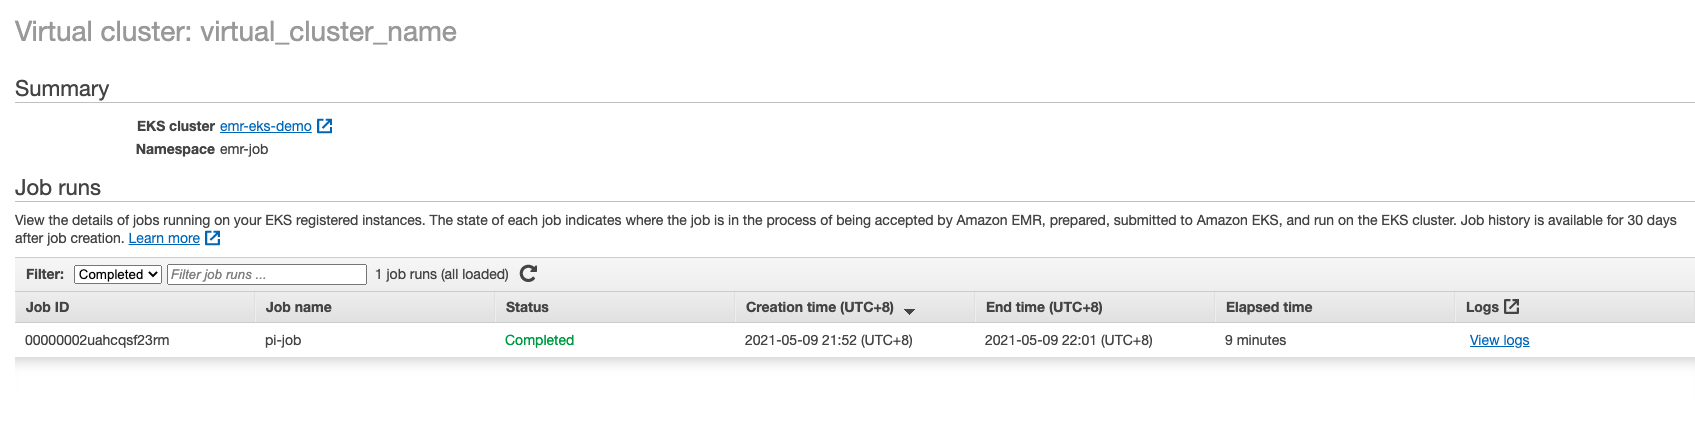 Virtual cluster: virtual_cluster_name
Summary
EKS cluster emr-eks-demo
Namespace emr-job
Job runs
View the details of jobs running on your EKS registered instances. The state of each job indicates where the job is in the process of being accepted by Amazon EMR, prepared, submitted to Amazon EKS, and run on the EKS cluster. Job history is available for 30 days
after job creation. Learn more
Filter: Completed Filter job runs ... 1 job runs (all loaded)
Job ID Job name Status Creation time (UTC+8) End time (UTC+8) Elapsed time Logs
00000002uahcqsf23rm pi-job Completed 2021-05-09 21:52 (UTC+8) 2021-05-09 22:01 (UTC+8) 9 minutes View logs